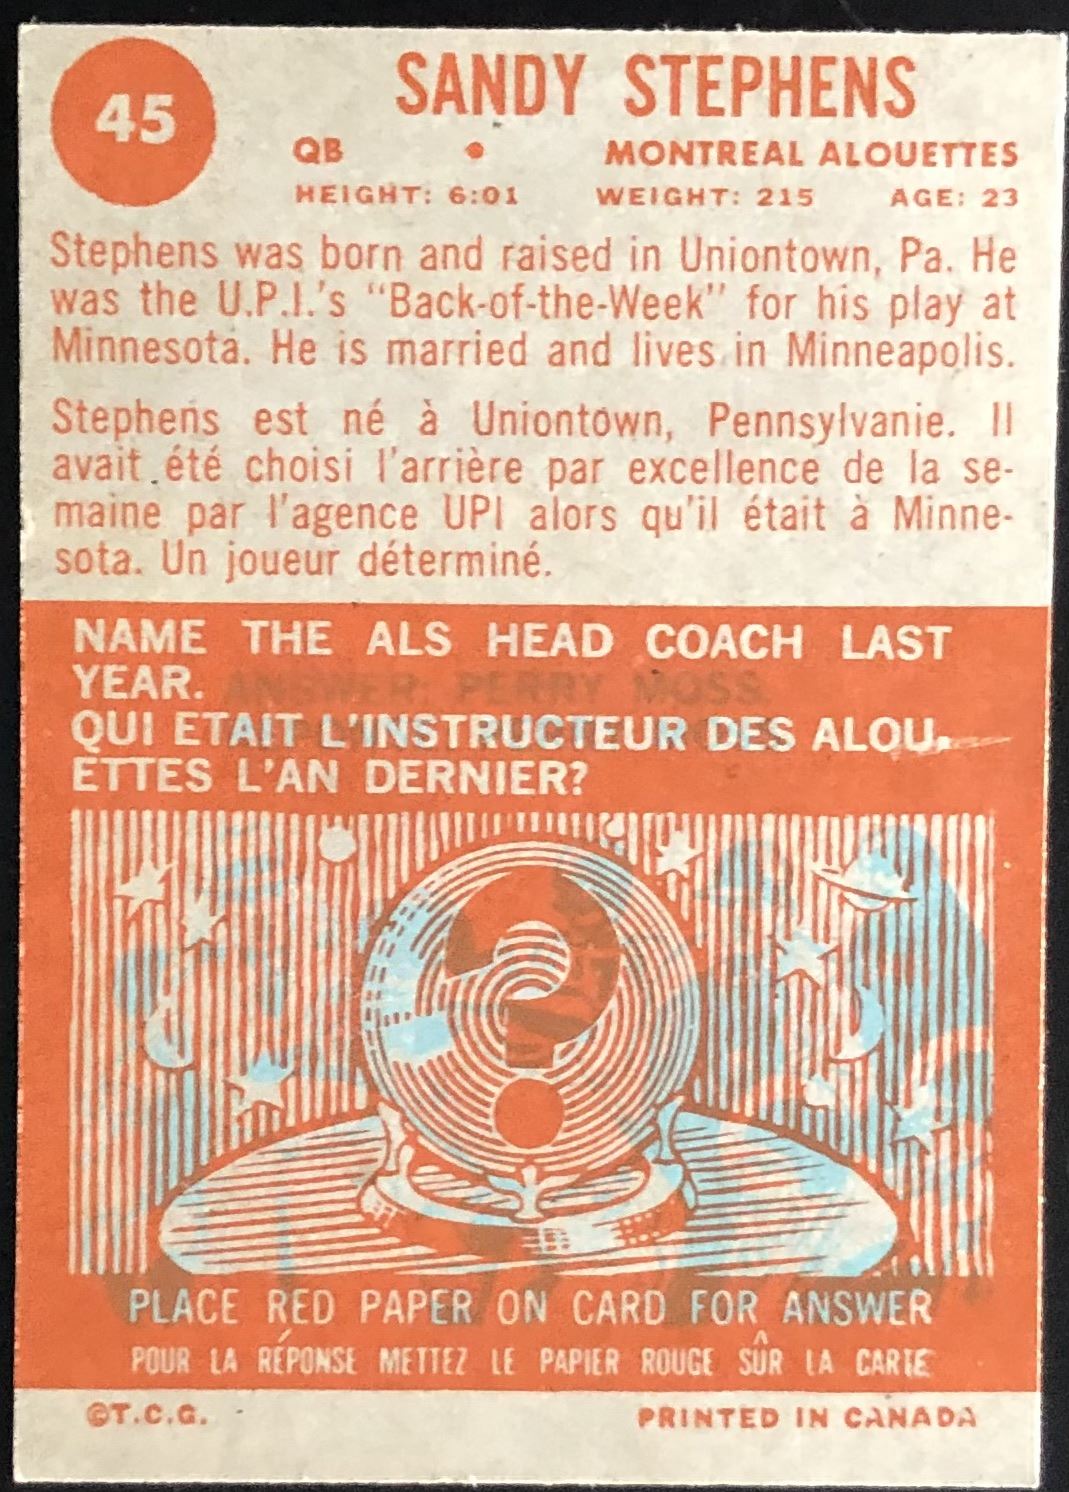 45
SANDY STEPHENS
QB • MONTREAL ALOUETTES
HEIGHT: 6:01 WEIGHT: 215 AGE: 23
Stephens was born and raised in Uniontown, Pa. He
was the U.P.I.'s "Back-of-the-Week" for his play at
Minnesota. He is married and lives in Minneapolis.
Stephens est né à Uniontown, Pennsylvanie. Il
avait été choisi l'arrière par excellence de la se-
maine par l'agence UPI alors qu'il était à Minne-
sota. Un joueur déterminé.
NAME THE ALS HEAD COACH LAST
YEAR.
ANSWER: PERRY MOSS
QUI ETAIT L'INSTRUCTEUR DES ALOU-
ETTES L'AN DERNIER?
?
PLACE RED PAPER ON CARD FOR ANSWER
POUR LA RÉPONSE METTEZ LE PAPIER ROUGE SÛR LA CARTE
©T.C.G. PRINTED IN CANADA